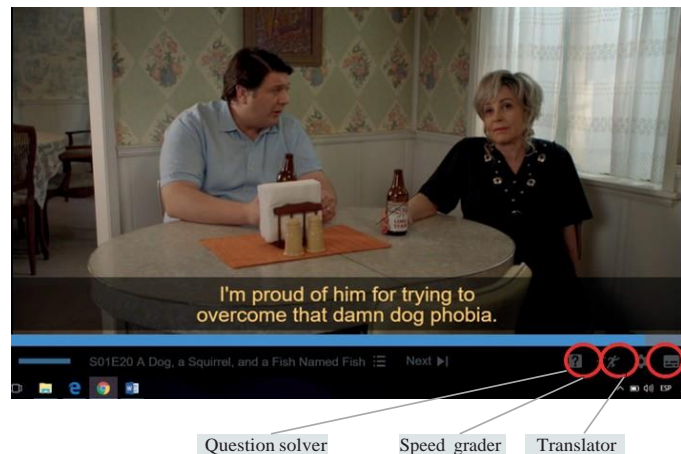 I'm proud of him for trying to
overcome that damn dog phobia.
S01E20 A Dog, a Squirrel, and a Fish Named Fish Next
ESP
Question solver Speed grader Translator